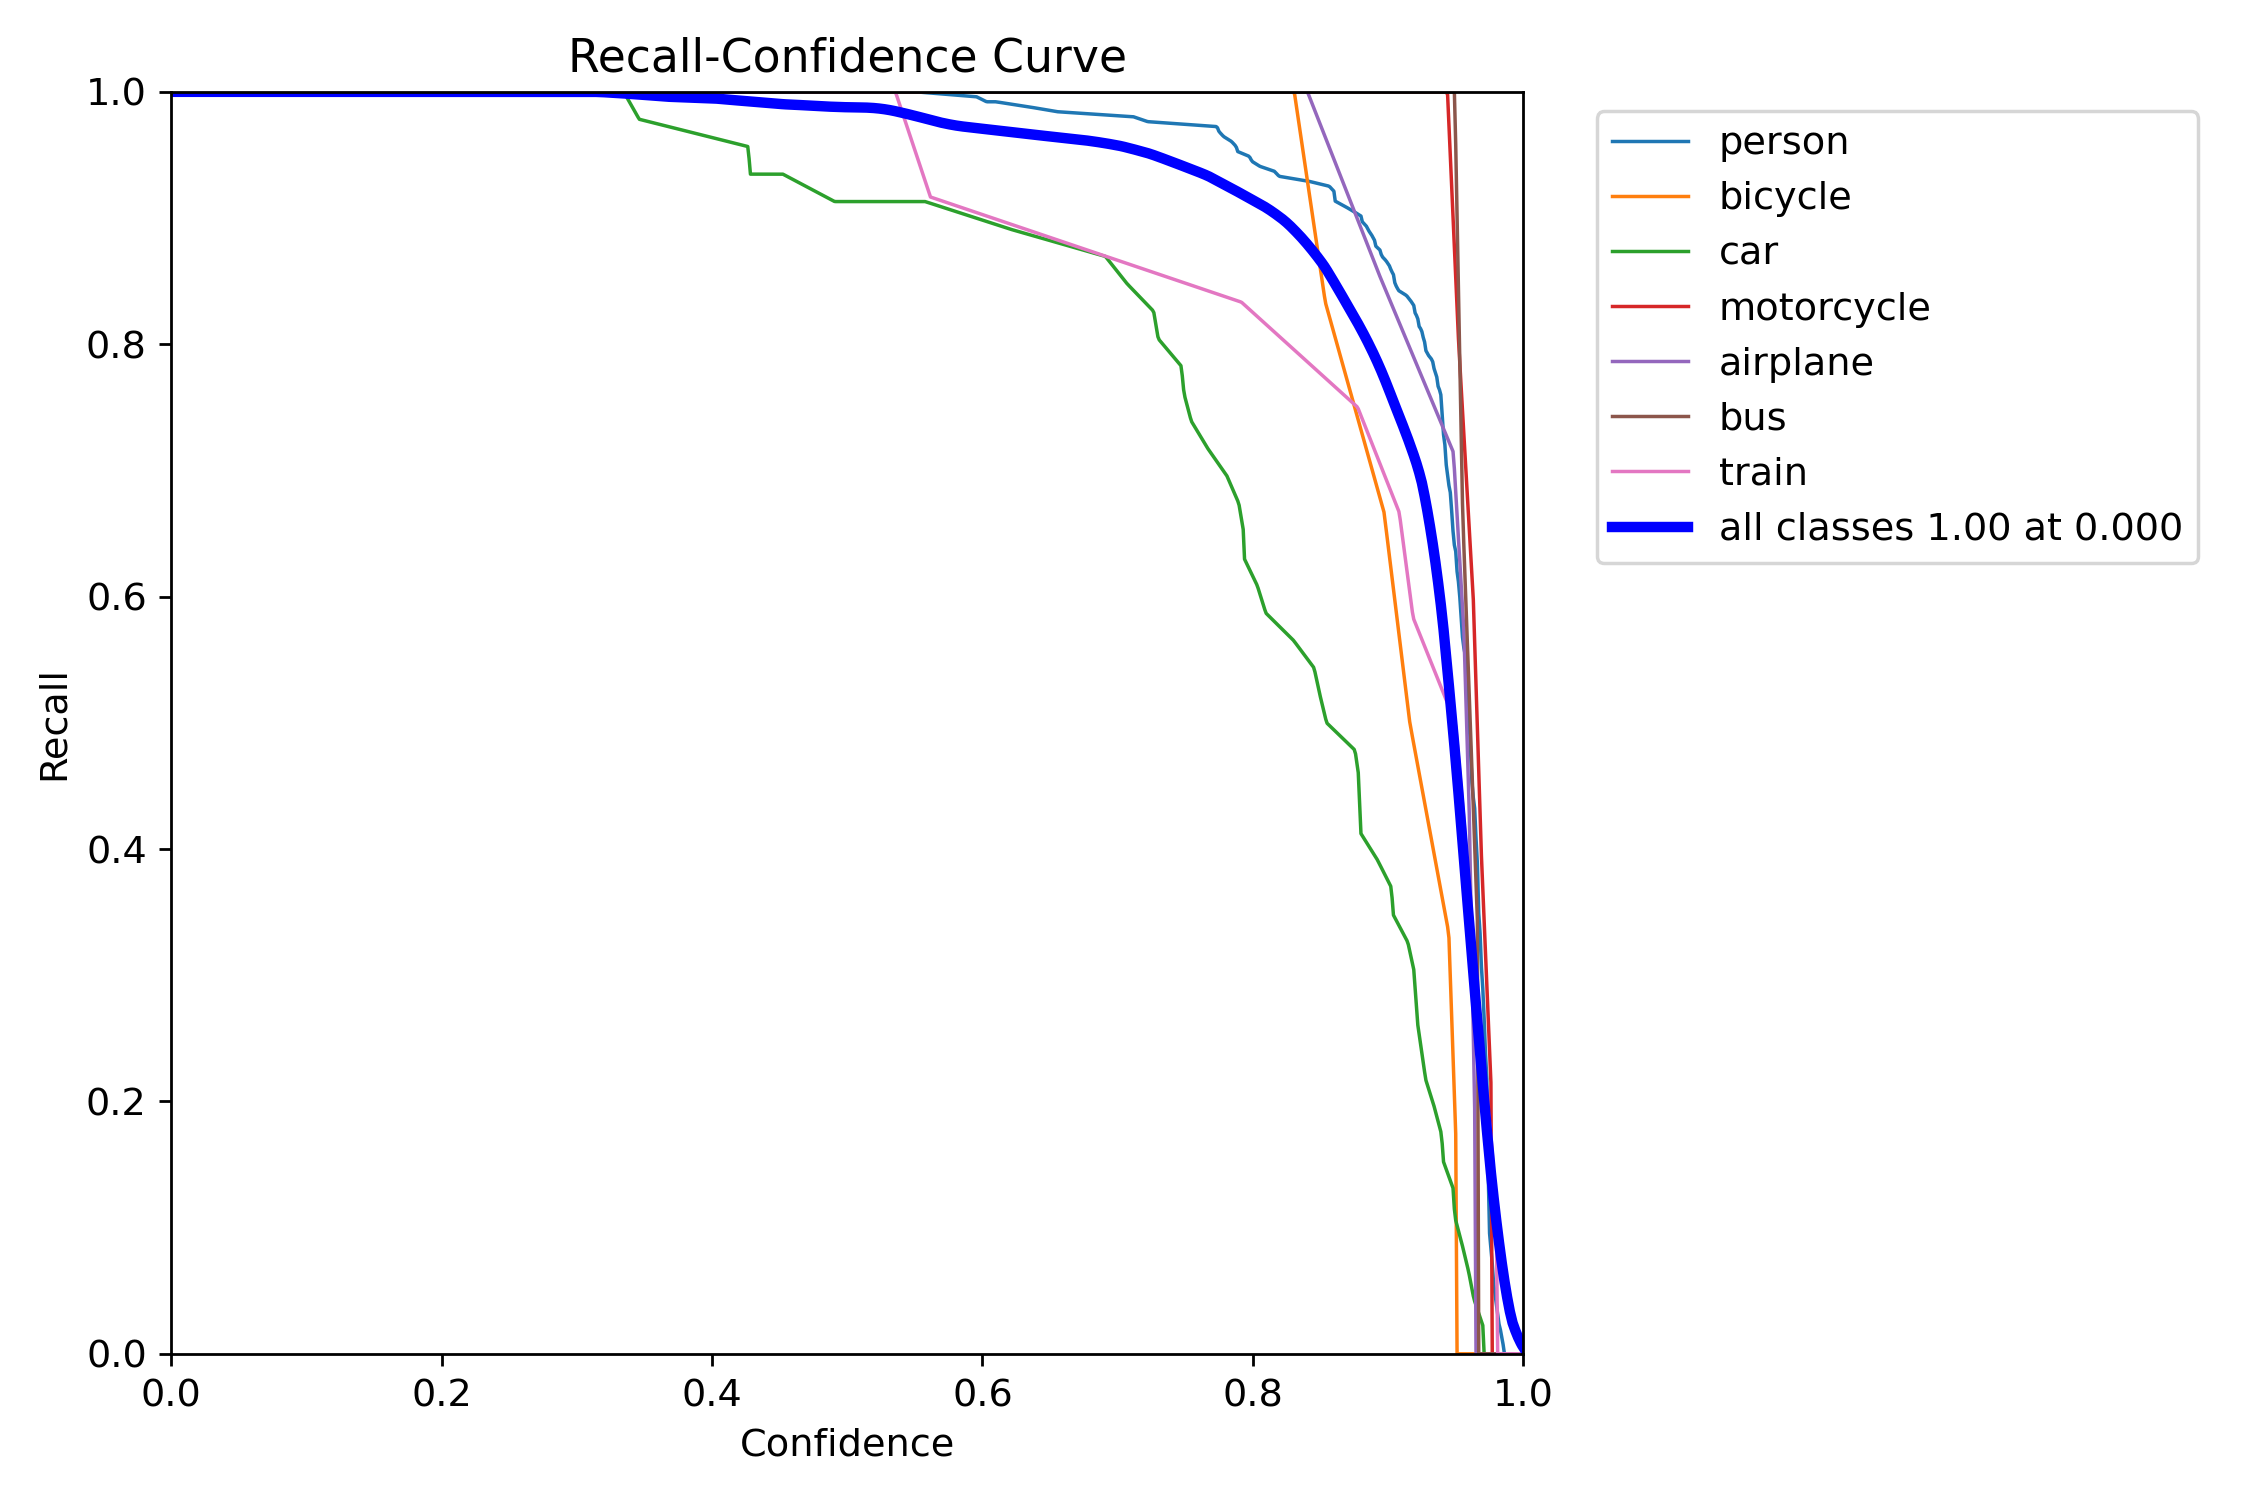 Recall-Confidence Curve
1.0
0.8
0.6
0.4
0.2
0.0
Recall
0.0 0.2 0.4 0.6 0.8 1.0
Confidence
person
bicycle
car
motorcycle
airplane
bus
train
all classes 1.00 at 0.000